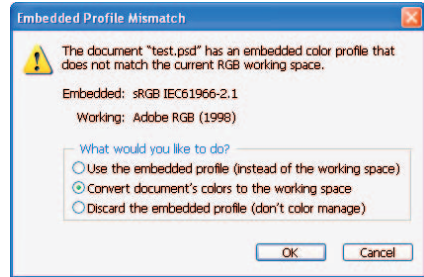 Embedded Profile Mismatch
The document "test.psd" has an embedded color profile that
does not match the current RGB working space.
Embedded: sRGB IEC61966-2.1
Working: Adobe RGB (1998)
What would you like to do?
Use the embedded profile (instead of the working space)
Convert document's colors to the working space
Discard the embedded profile (don't color manage)
OK Cancel